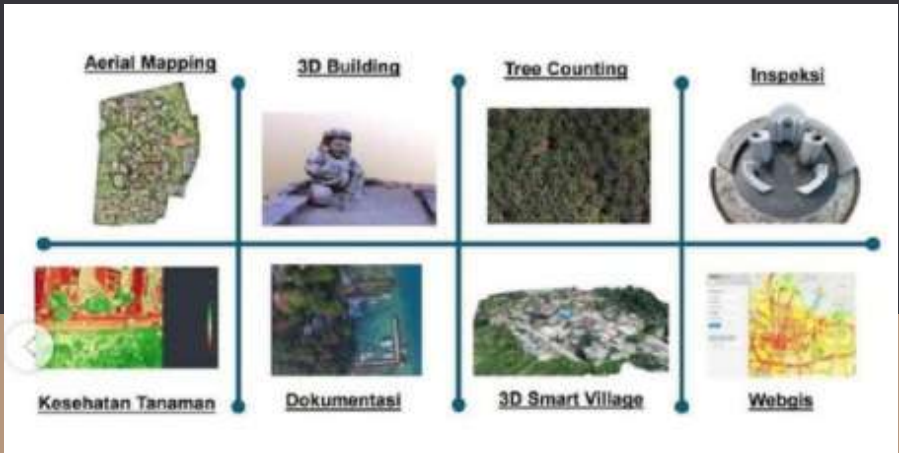 Aerial Mapping
3D Building
Tree Counting
Inspeksi
Kesehatan Tanaman
Dokumentasi
3D Smart Village
Webgis